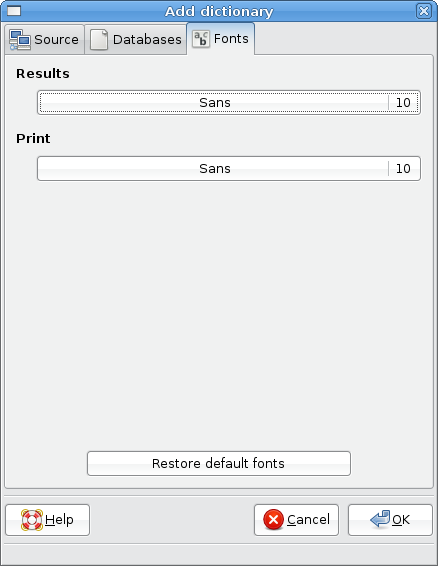 Add dictionary
Source Databases Fonts
Results
Sans 10
Print
Sans 10
Restore default fonts
Help Cancel OK